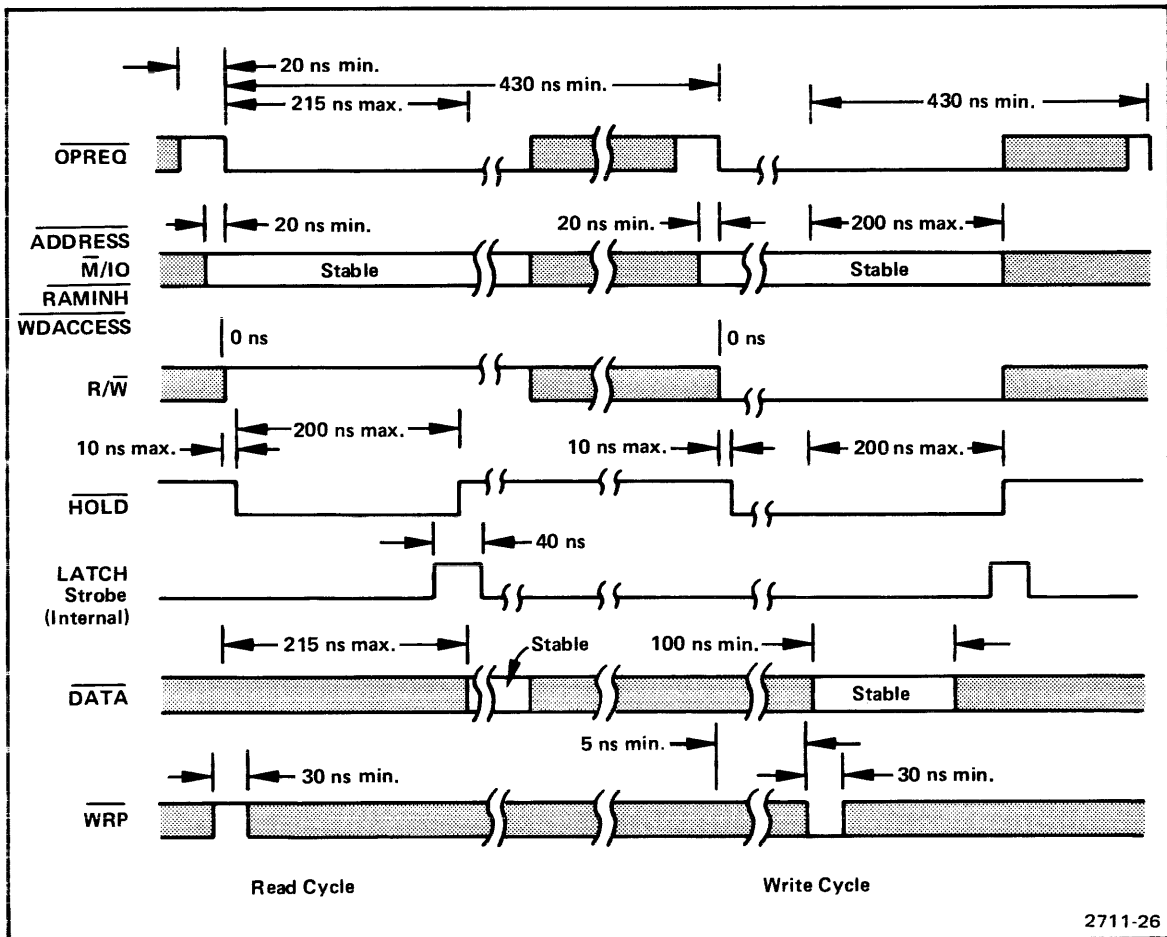 20 ns min.
430 ns min.
215 ns max.
430 ns min.
OPREQ
20 ns min.
20 ns min.
200 ns max.
ADDRESS
M/IO
RAMINH
WDACCESS
Stable
Stable
0 ns
0 ns
R/W
200 ns max.
10 ns max.
10 ns max.
200 ns max.
HOLD
40 ns
LATCH
Strobe
(Internal)
215 ns max.
Stable
100 ns min.
DATA
Stable
5 ns min.
30 ns min.
30 ns min.
WRP
Read Cycle
Write Cycle
2711-26